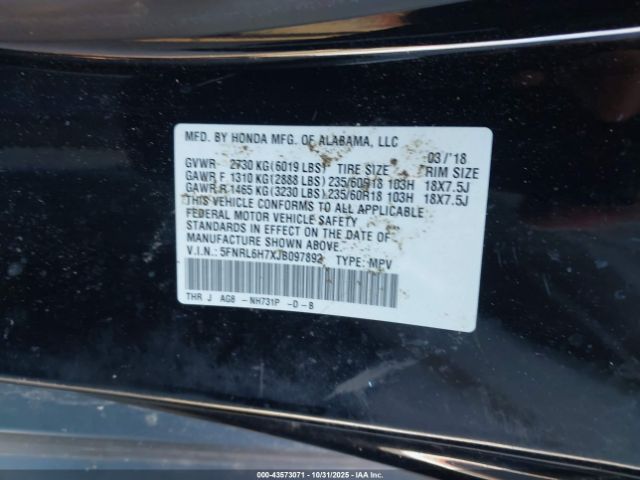 MFD. BY HONDA MFG. OF ALABAMA, LLC 03/'18
GVWR 2730 KG(6019 LBS) TIRE SIZE RIM SIZE
GAWR F 1310 KG(2888 LBS) 235/60R18 103H 18X7.5J
GAWR R 1465 KG(3230 LBS) 235/60R18 103H 18X7.5J
THIS VEHICLE CONFORMS TO ALL APPLICABLE
FEDERAL MOTOR VEHICLE SAFETY
STANDARDS IN EFFECT ON THE DATE OF
MANUFACTURE SHOWN ABOVE.
V.I.N.: 5FNRL6H7XJB097892 TYPE: MPV
THR J AG8 -NH731P -D-B
000-43573071 10/31/2025 COPYRIGHT © IAA, LLC